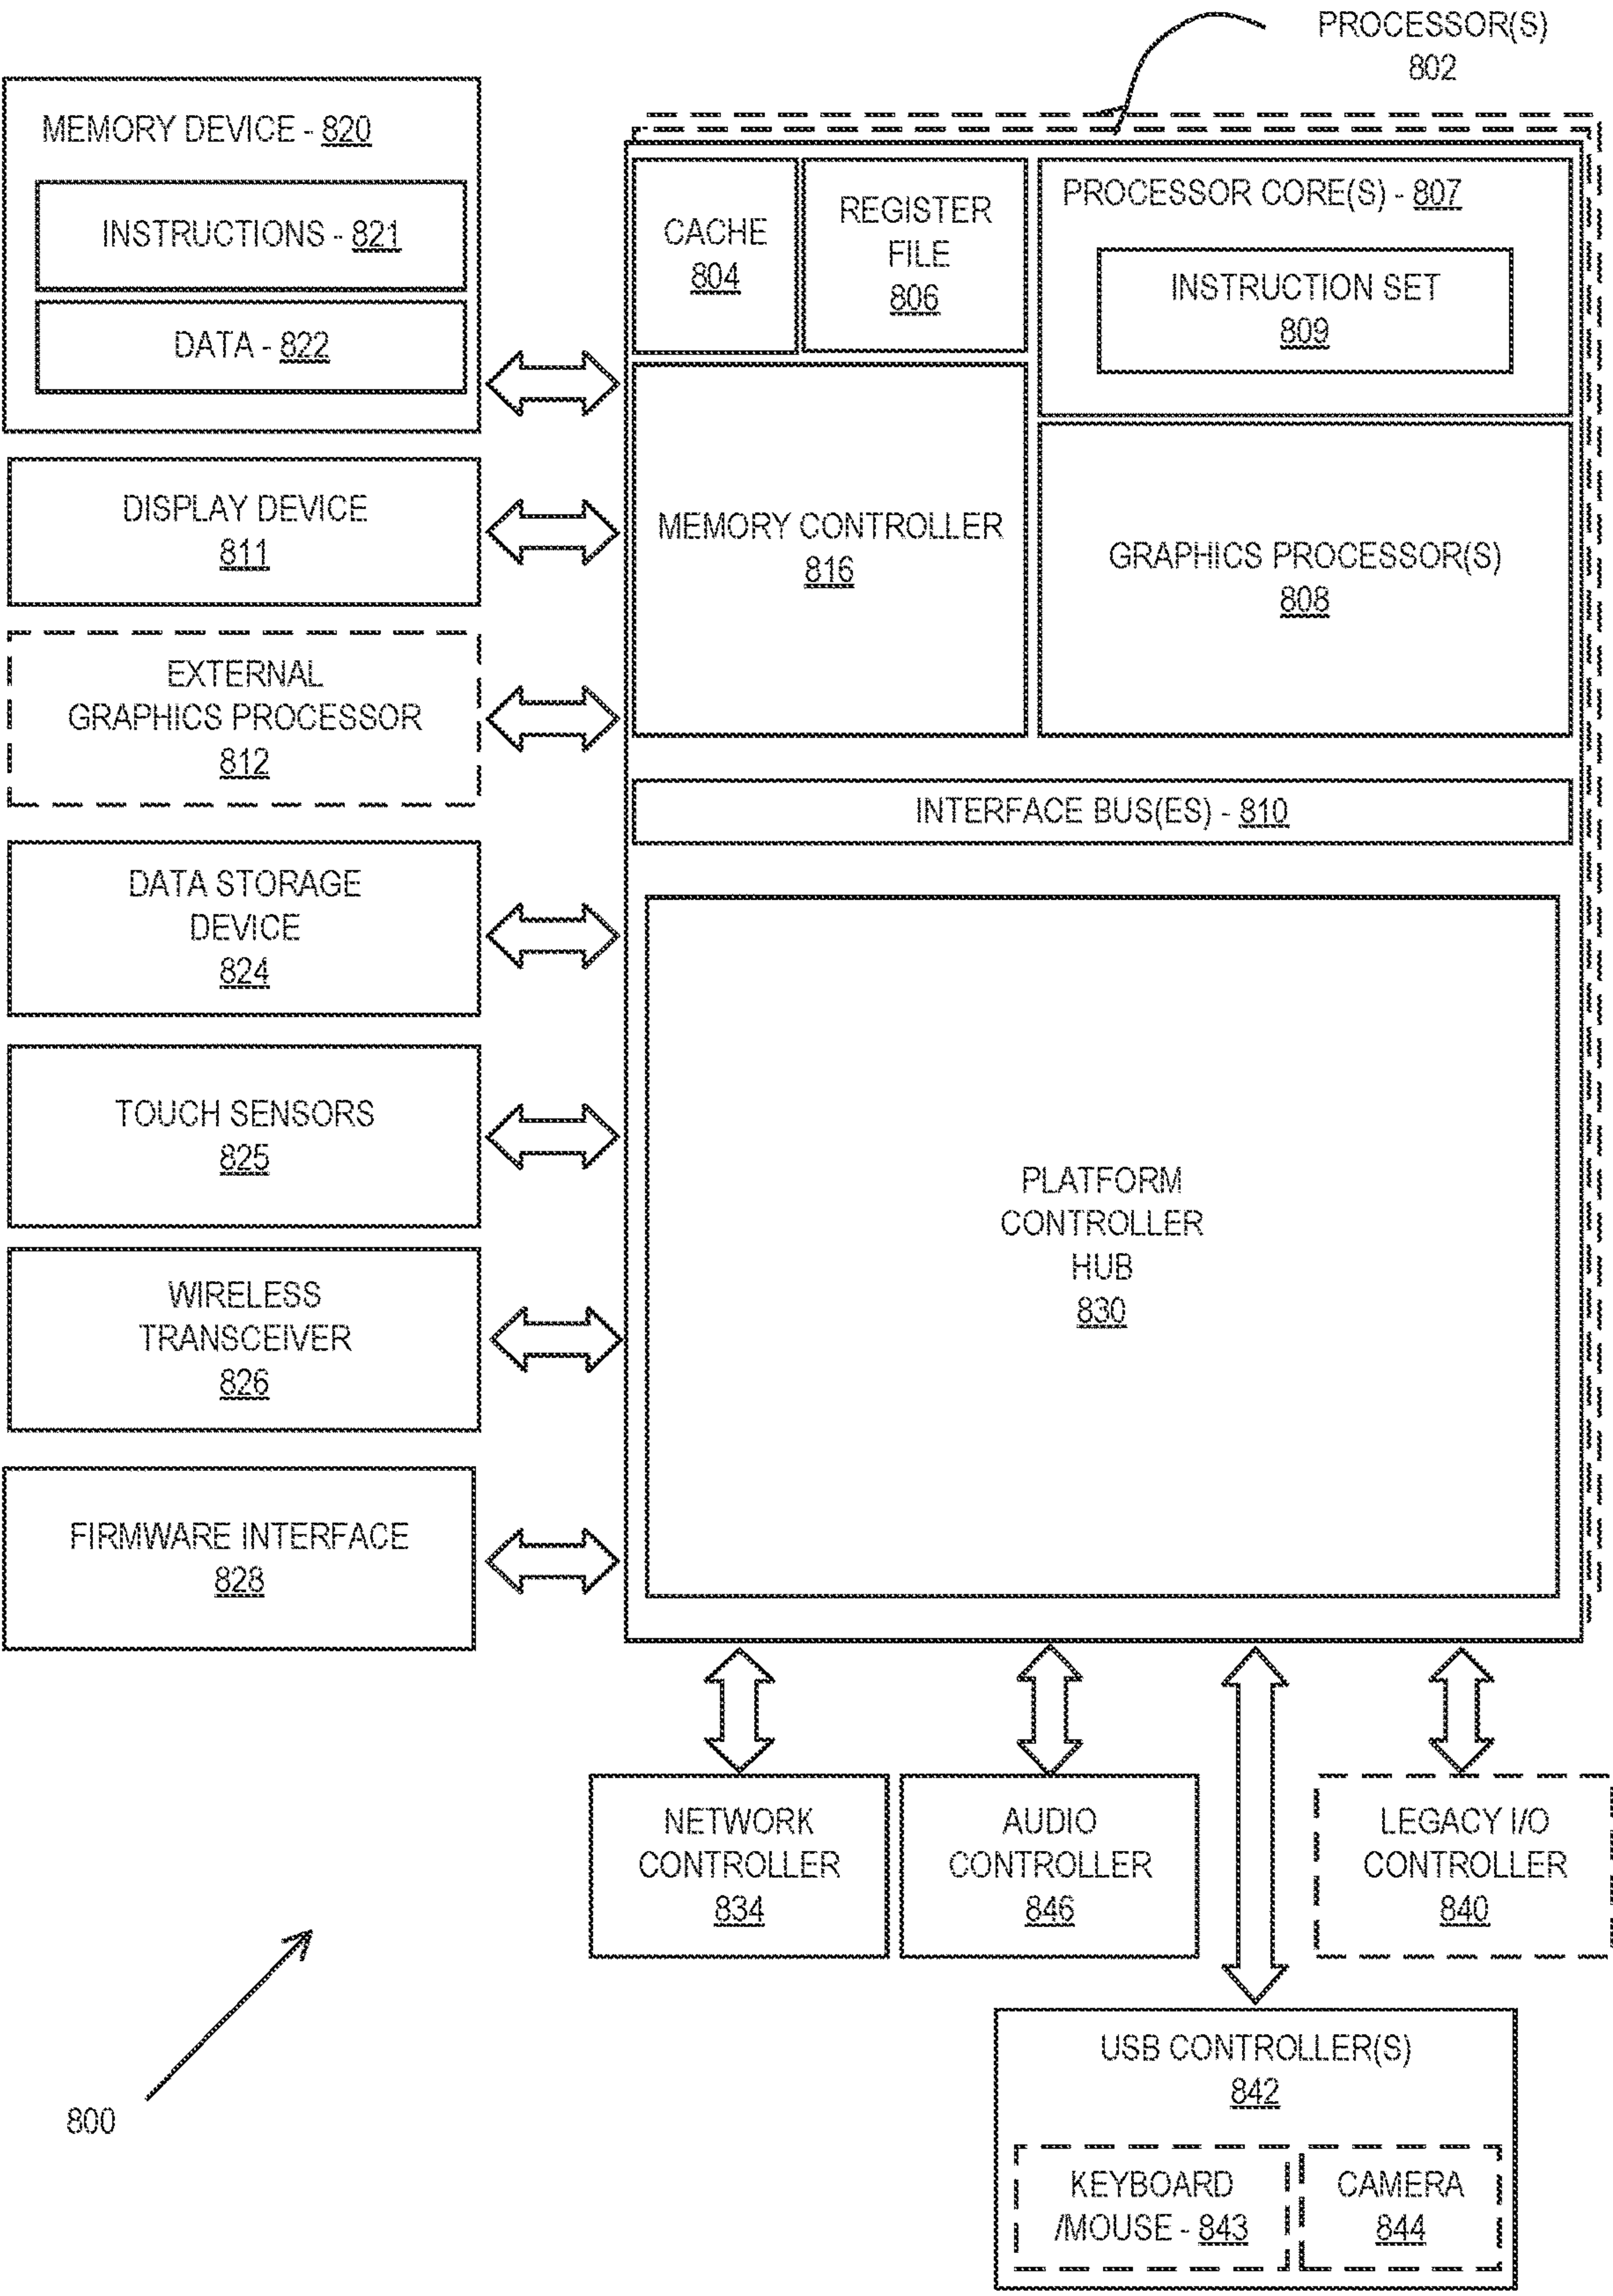 PROCESSOR(S)
802
MEMORY DEVICE - 820
INSTRUCTIONS - 821
DATA - 822
CACHE
804
REGISTER
FILE
806
PROCESSOR CORE(S) - 807
INSTRUCTION SET
809
DISPLAY DEVICE
811
MEMORY CONTROLLER
816
GRAPHICS PROCESSOR(S)
808
EXTERNAL
GRAPHICS PROCESSOR
812
INTERFACE BUS(ES) - 810
DATA STORAGE
DEVICE
824
TOUCH SENSORS
825
PLATFORM
CONTROLLER
HUB
830
WIRELESS
TRANSCEIVER
826
FIRMWARE INTERFACE
828
NETWORK
CONTROLLER
834
AUDIO
CONTROLLER
846
LEGACY I/O
CONTROLLER
840
USB CONTROLLER(S)
842
KEYBOARD
/MOUSE - 843
CAMERA
844
800